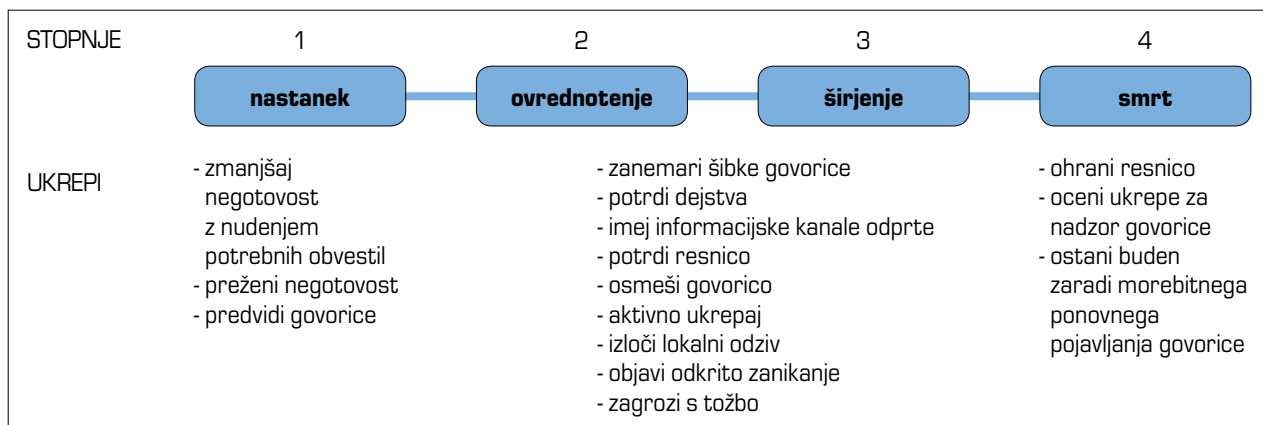 STOPNJE
1
2
3
4
nastanek
ovrednotenje
širjenje
smrt
UKREPI
- zmanjšaj
negotovost
z nudenjem
potrebnih obvestil
- preženi negotovost
- predvidi govorice
- zanemari šibke govorice
- potrdi dejstva
- imej informacijske kanale odprte
- potrdi resnico
- osmeši govorico
- aktivno ukrepaj
- izloči lokalni odziv
- objavi odkrito zanikanje
- zagrozi s tožbo
- ohrani resnico
- oceni ukrepe za
nadzor govorice
- ostani buden
zaradi morebitnega
ponovnega
pojavljanja govorice